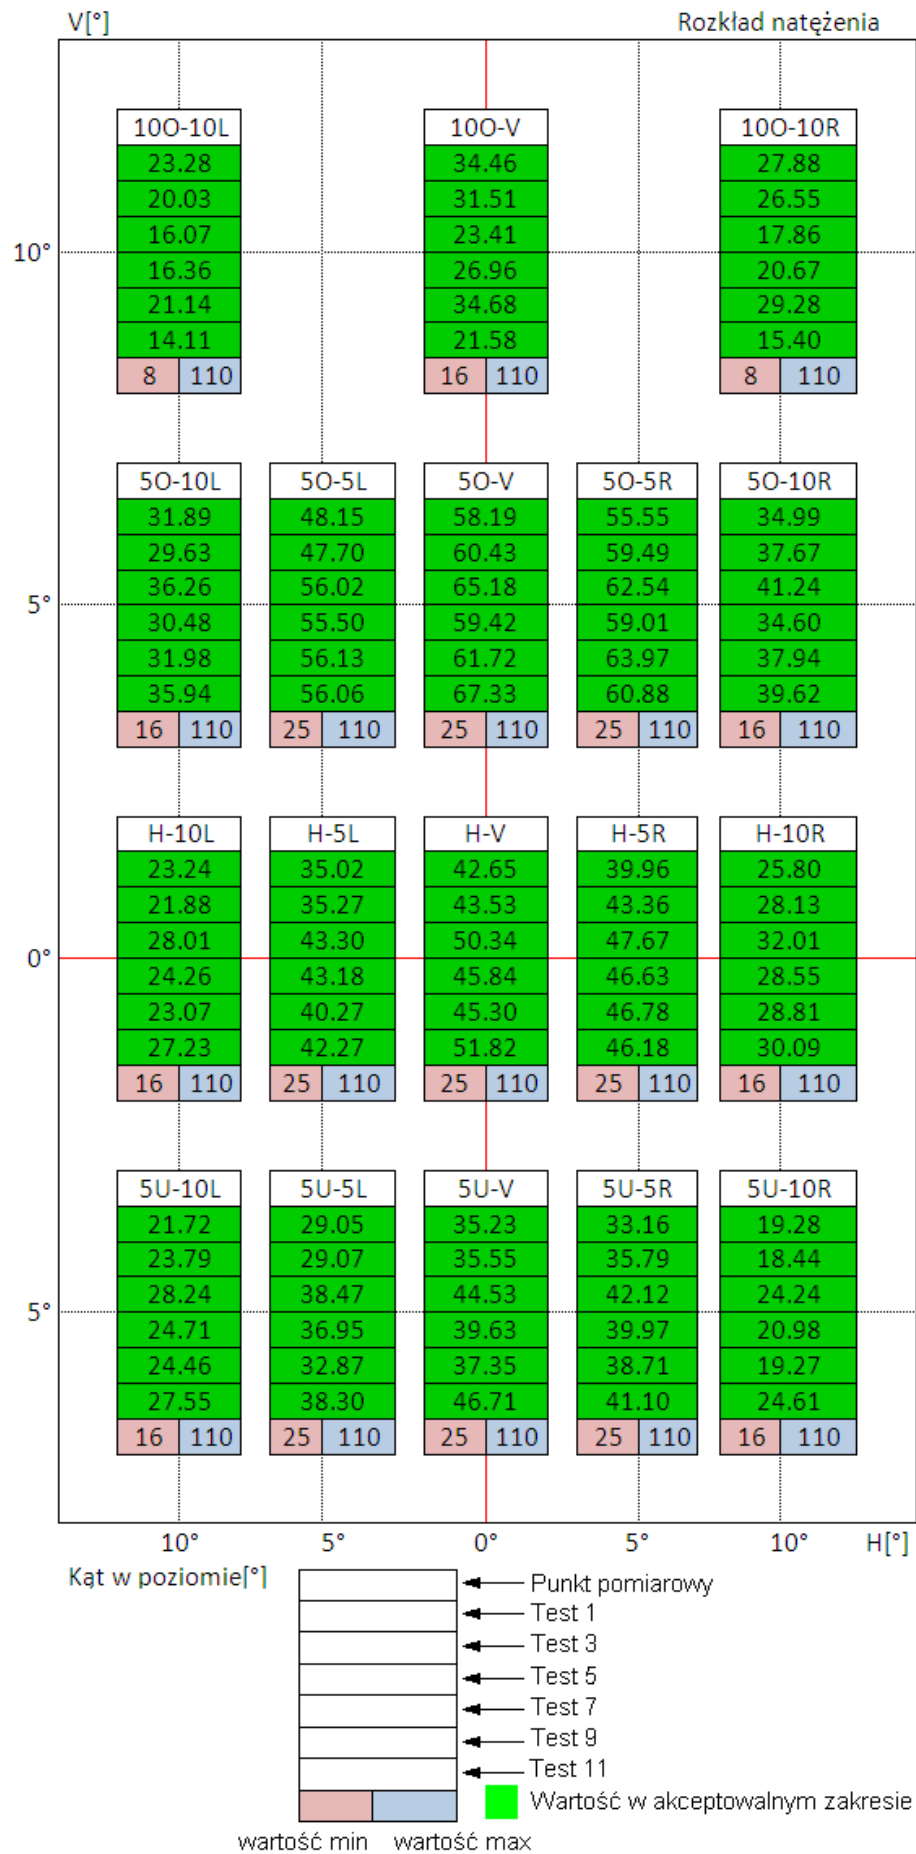 V[°] Rozkład natężenia
10O-10L 10O-V 10O-10R
23.28 34.46 27.88
20.03 31.51 26.55
16.07 23.41 17.86
10°
16.36 26.96 20.67
21.14 34.68 29.28
14.11 21.58 15.40
8 110 16 110 8 110
5O-10L 5O-5L 5O-V 5O-5R 5O-10R
31.89 48.15 58.19 55.55 34.99
29.63 47.70 60.43 59.49 37.67
36.26 56.02 65.18 62.54 41.24
5°
30.48 55.50 59.42 59.01 34.60
31.98 56.13 61.72 63.97 37.94
35.94 56.06 67.33 60.88 39.62
16 110 25 110 25 110 25 110 16 110
H-10L H-5L H-V H-5R H-10R
23.24 35.02 42.65 39.96 25.80
21.88 35.27 43.53 43.36 28.13
28.01 43.30 50.34 47.67 32.01
0°
24.26 43.18 45.84 46.63 28.55
23.07 40.27 45.30 46.78 28.81
27.23 42.27 51.82 46.18 30.09
16 110 25 110 25 110 25 110 16 110
5U-10L 5U-5L 5U-V 5U-5R 5U-10R
21.72 29.05 35.23 33.16 19.28
23.79 29.07 35.55 35.79 18.44
28.24 38.47 44.53 42.12 24.24
5°
24.71 36.95 39.63 39.97 20.98
24.46 32.87 37.35 38.71 19.27
27.55 38.30 46.71 41.10 24.61
16 110 25 110 25 110 25 110 16 110
10° 5° 0° 5° 10° H[°]
Kąt w poziomie[°]
Punkt pomiarowy
Test 1
Test 3
Test 5
Test 7
Test 9
Test 11
Wartość w akceptowalnym zakresie
wartość min wartość max